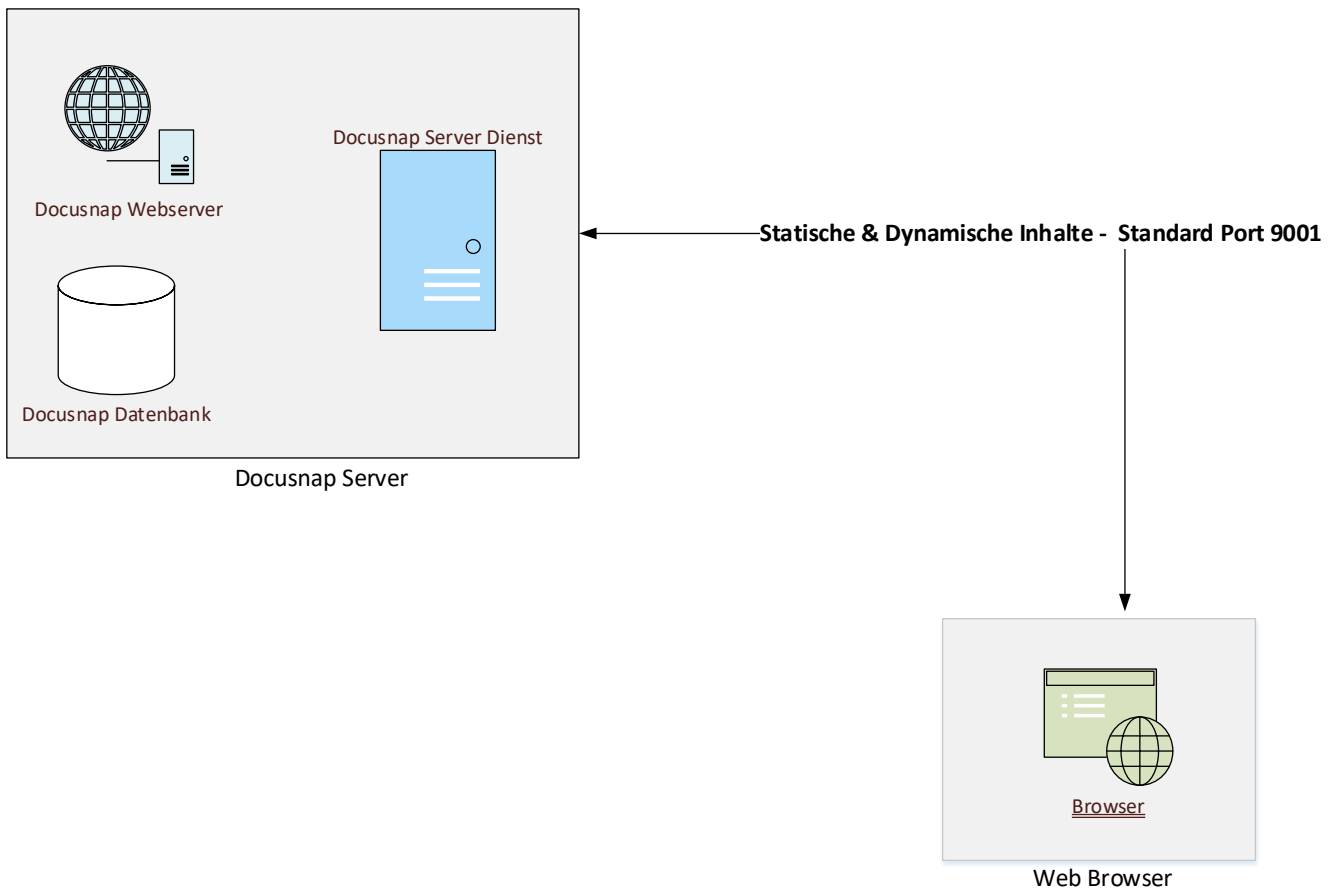 Docusnap Server Dienst
Docusnap Webserver
Statische & Dynamische Inhalte -  Standard Port 9001
Docusnap Datenbank
Docusnap Server
Browser
Web Browser